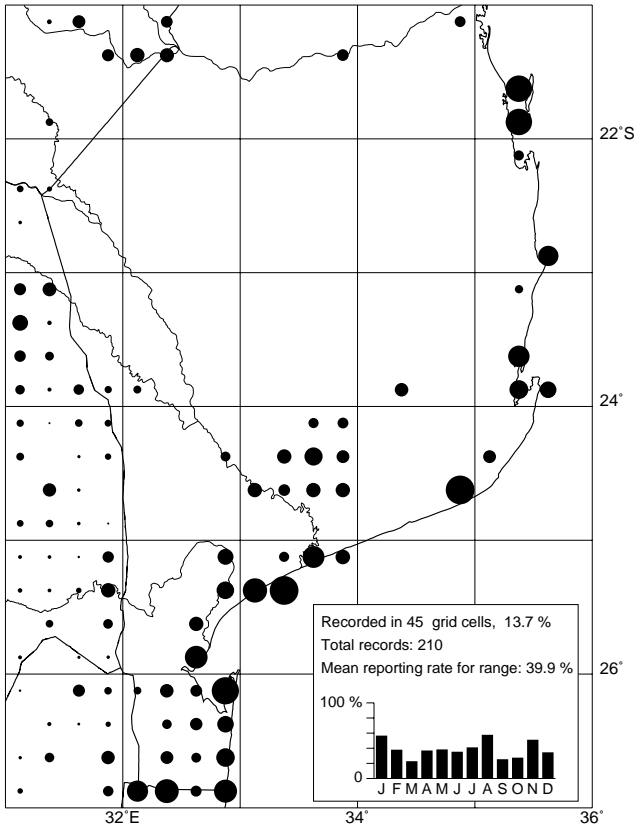 22°S
24°
26°
Recorded in 45 grid cells, 13.7 %
Total records: 210
Mean reporting rate for range: 39.9 %
100 %
0
J F M A M J J A S O N D
32°E
34°
36°